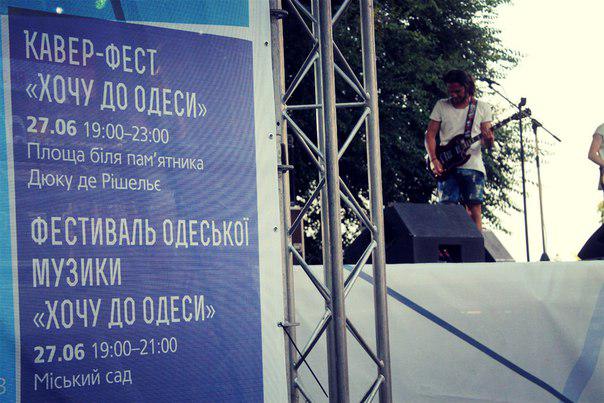 КАВЕР-ФЕСТ
«ХОЧУ ДО ОДЕСИ»
27.06 19:00–23:00
Площа біля пам'ятника
Дюку де Рішельє
ФЕСТИВАЛЬ ОДЕСЬКОЇ
МУЗИКИ
«ХОЧУ ДО ОДЕСИ»
27.06 19:00–21:00
Міський сад